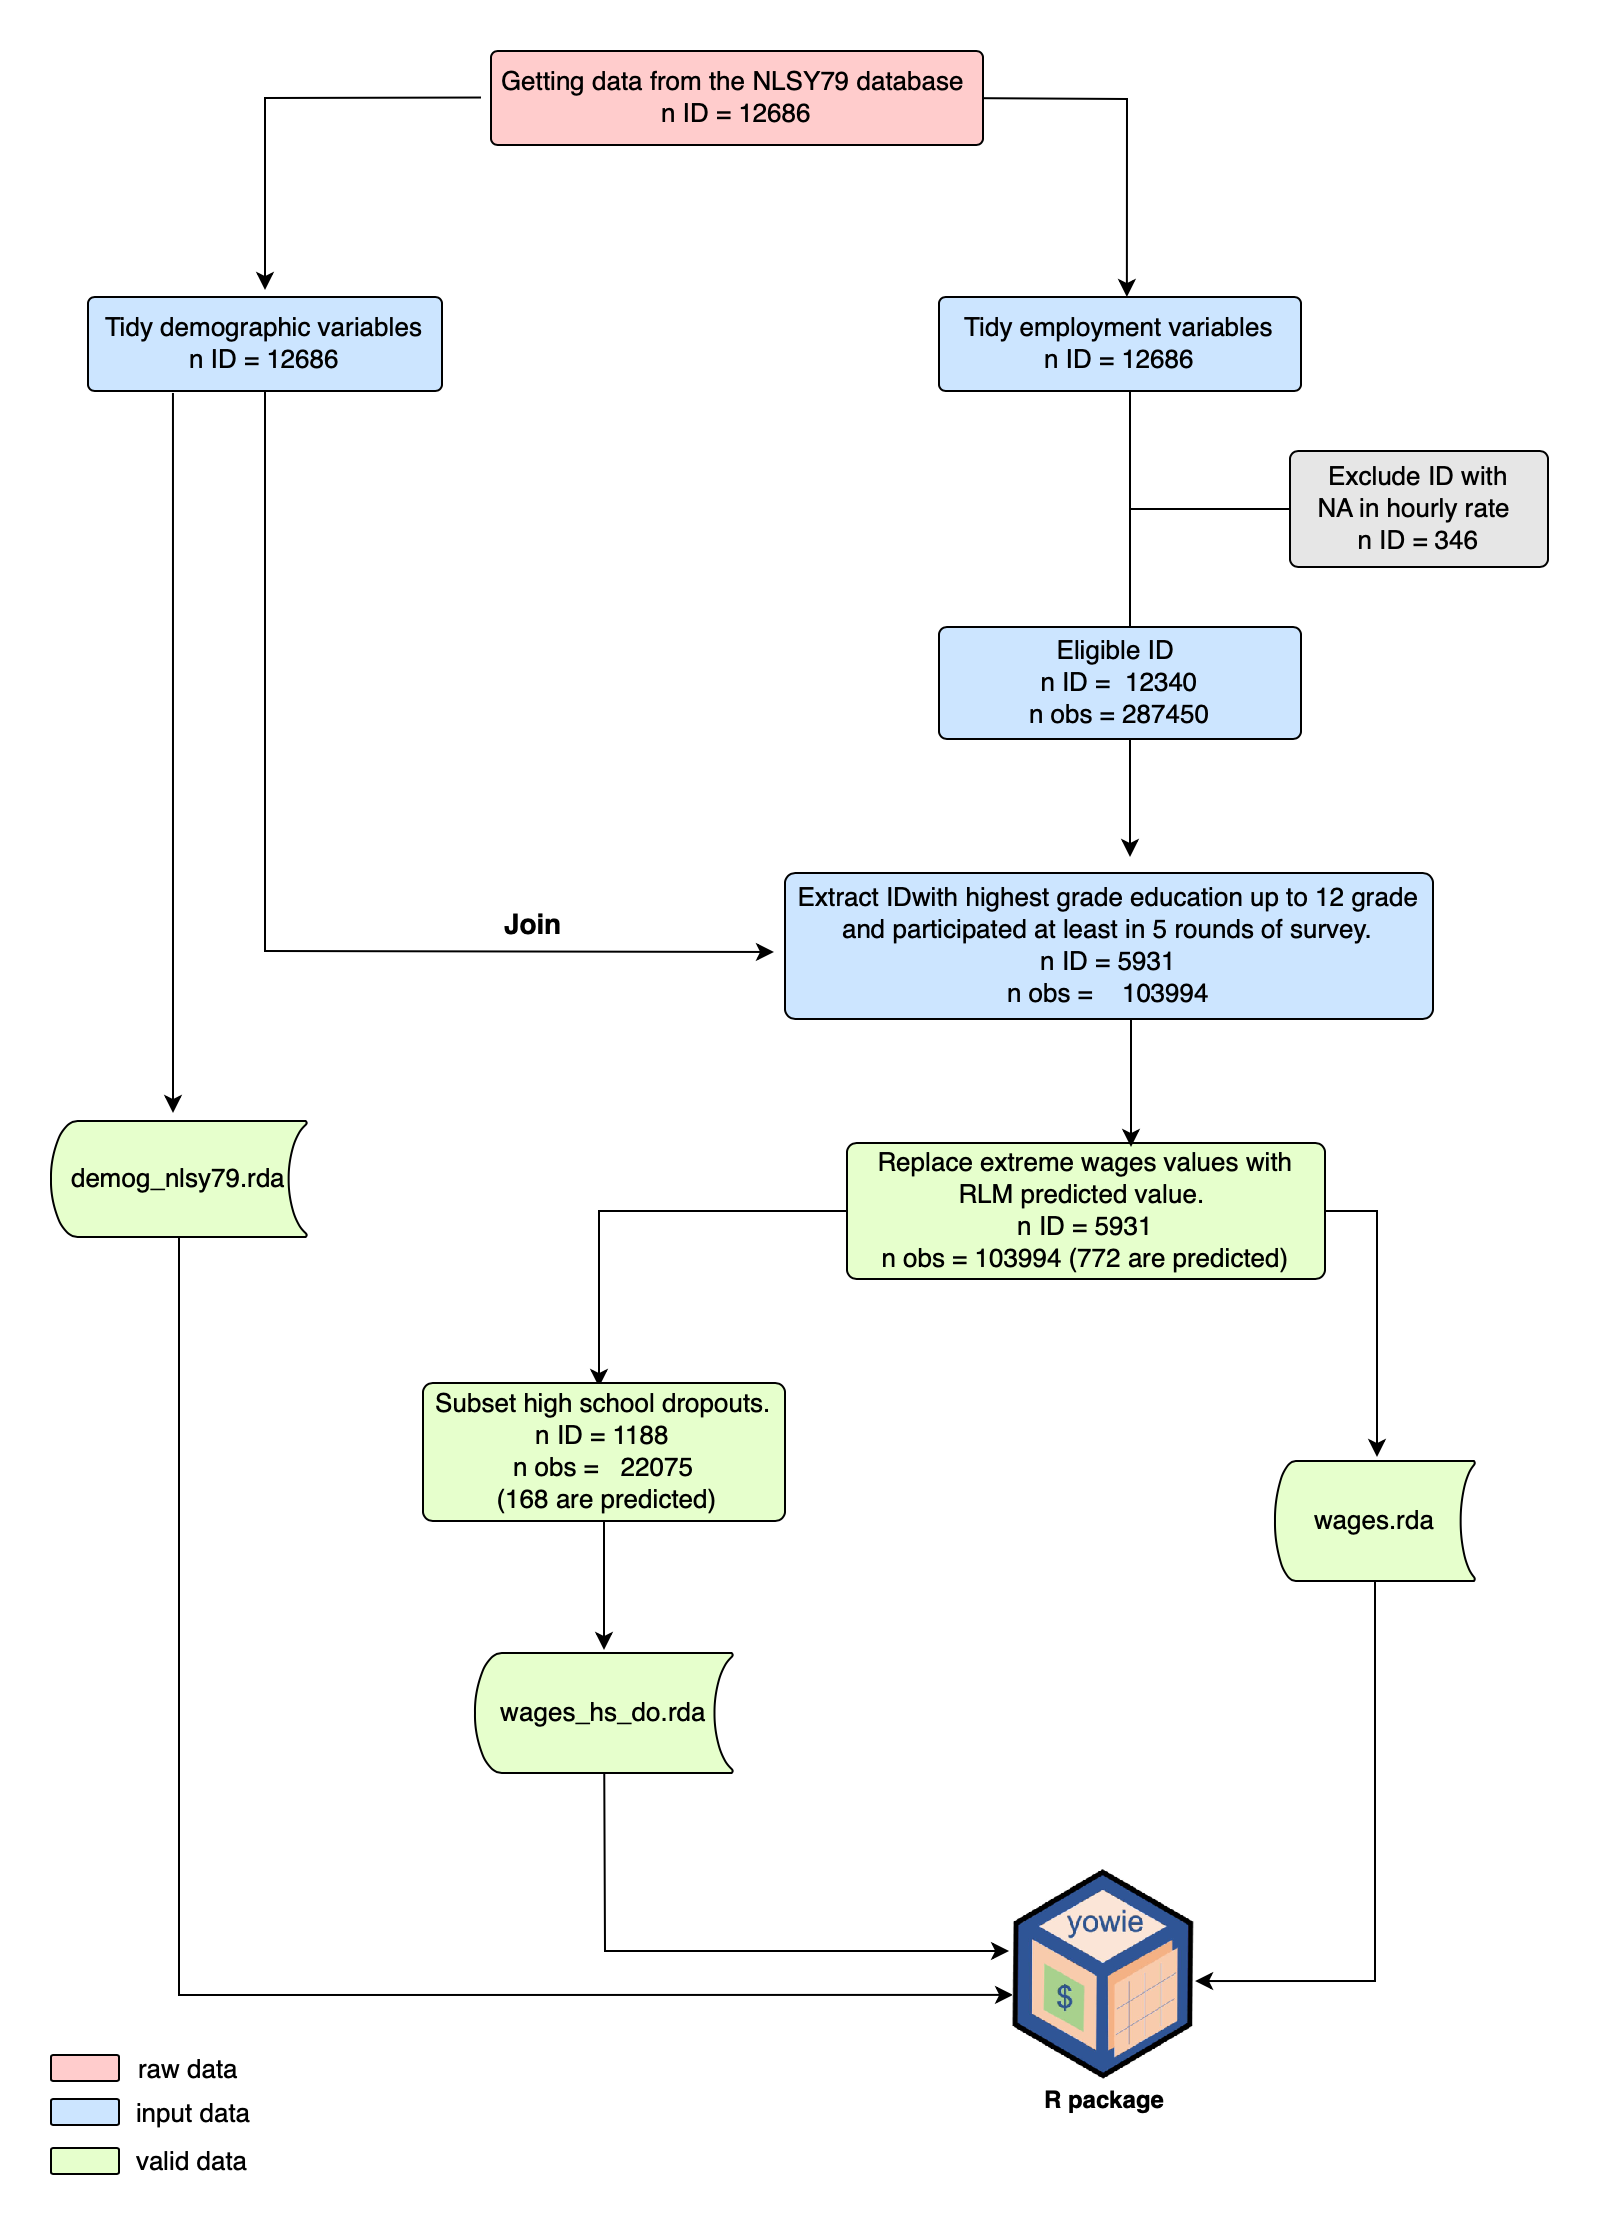 Getting data from the NLSY79 database
n ID = 12686
Tidy demographic variables
n ID = 12686
Tidy employment variables
n ID = 12686
Exclude ID with
NA in hourly rate
n ID = 346
Eligible ID
n ID = 12340
n obs = 287450
Join
Extract IDwith highest grade education up to 12 grade
and participated at least in 5 rounds of survey.
n ID = 5931
n obs = 103994
demog_nlsy79.rda
Replace extreme wages values with
RLM predicted value.
n ID = 5931
n obs = 103994 (772 are predicted)
Subset high school dropouts.
n ID = 1188
n obs = 22075
(168 are predicted)
wages.rda
wages_hs_do.rda
yowie
$
R package
raw data
input data
valid data